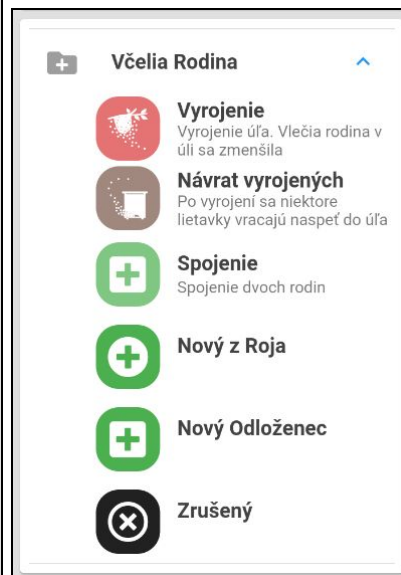 Včelia Rodina
Vyrojenie
Vyrojenie úľa. Vlečia rodina v
úli sa zmenšila
Návrat vyrojených
Po vyrojení sa niektore
lietavky vracajú naspeť do úľa
Spojenie
Spojenie dvoch rodin
Nový z Roja
Nový Odloženec
Zrušený